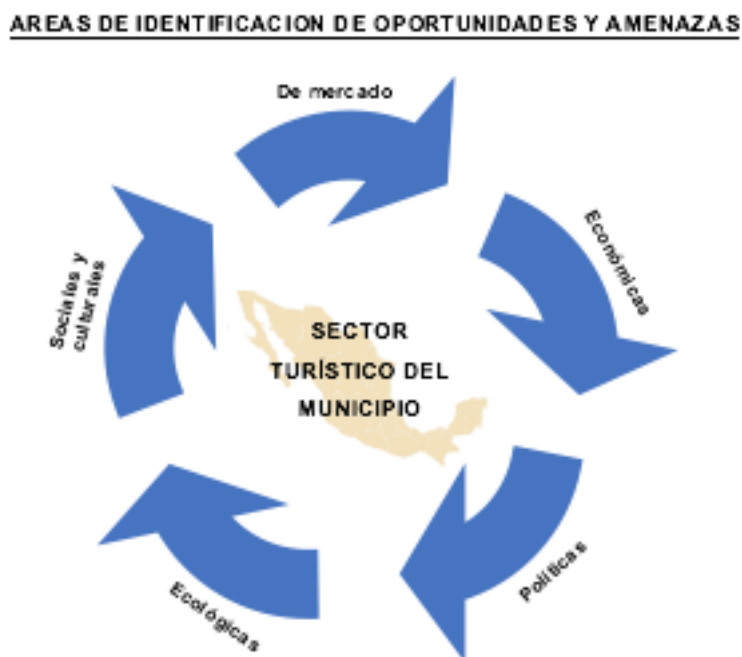 AREAS DE IDENTIFICACION DE OPORTUNIDADES Y AMENAZAS
De mercado
Económicas
Políticas
Ecológicas
Sociales y
culturales
SECTOR
TURÍSTICO DEL
MUNICIPIO